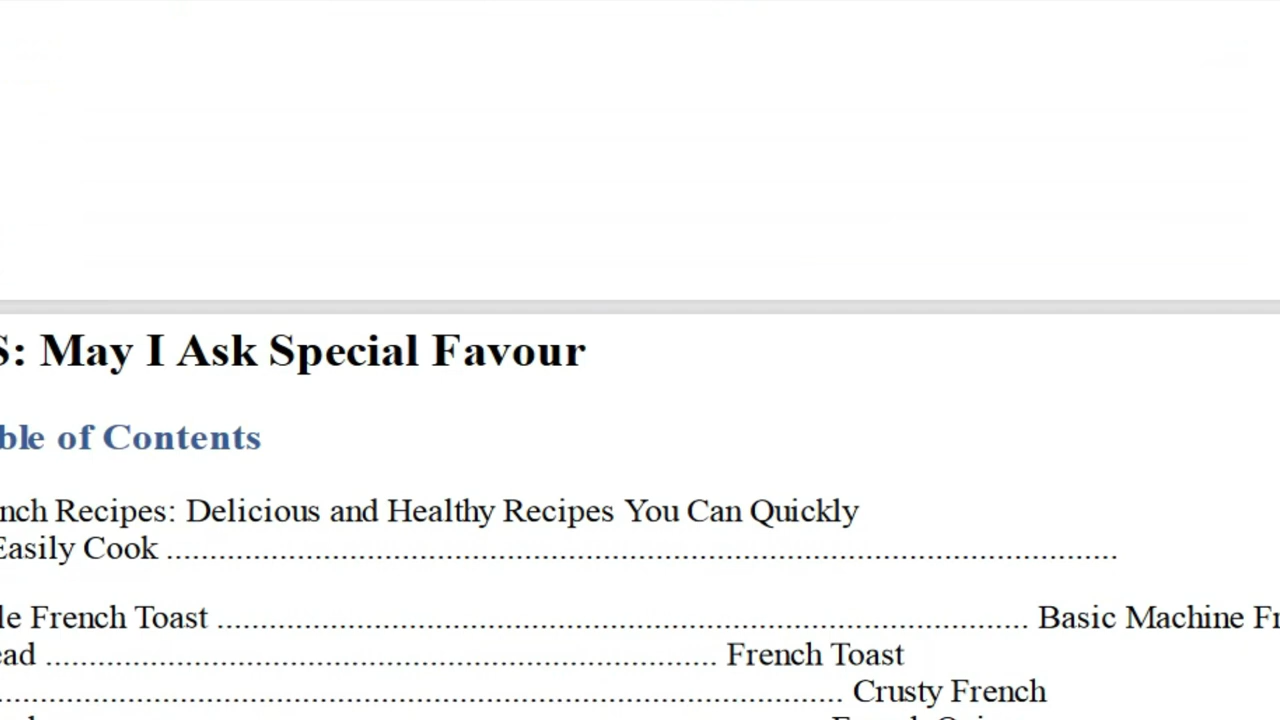 S: May I Ask Special Favour
ble of Contents
nch Recipes: Delicious and Healthy Recipes You Can Quickly
Easily Cook ..............................................................................................................
le French Toast .............................................................................................. Basic Machine Fr
ead .............................................................................. French Toast
.................................................................................................. Crusty French